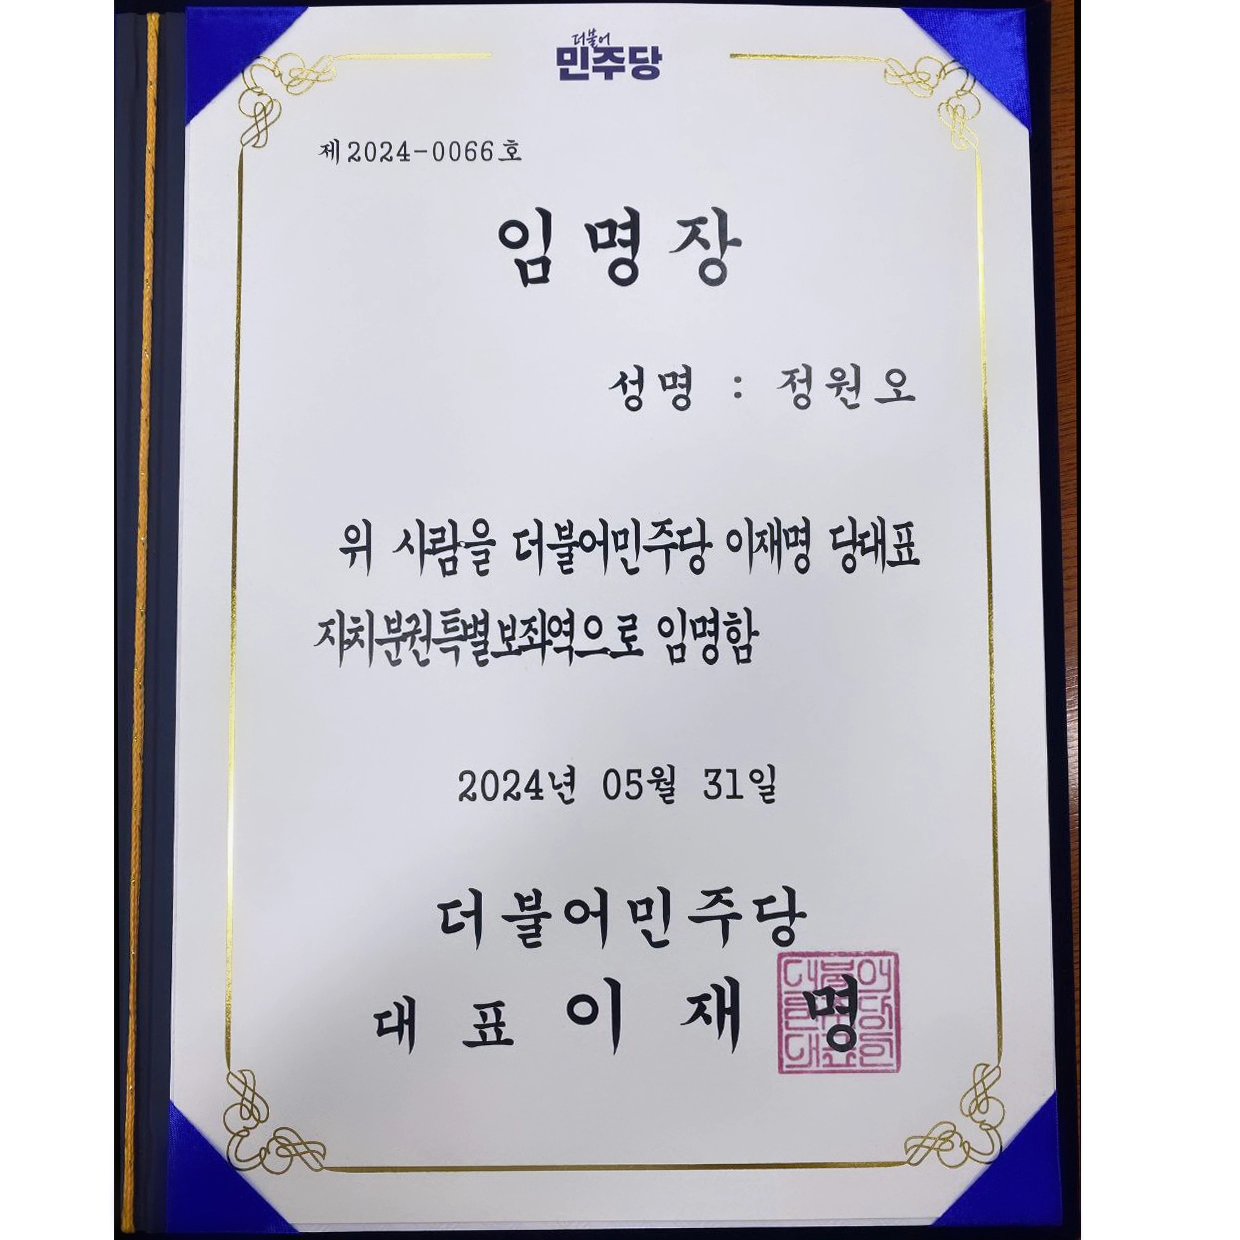 더불어
민주당
제2024-0066호
임명장
성명 : 정원오
위 사람을 더불어민주당 이재명 당대표
자치분권특별보좌역으로 임명함
2024년 05월 31일
더불어민주당
대 표 이 재 명